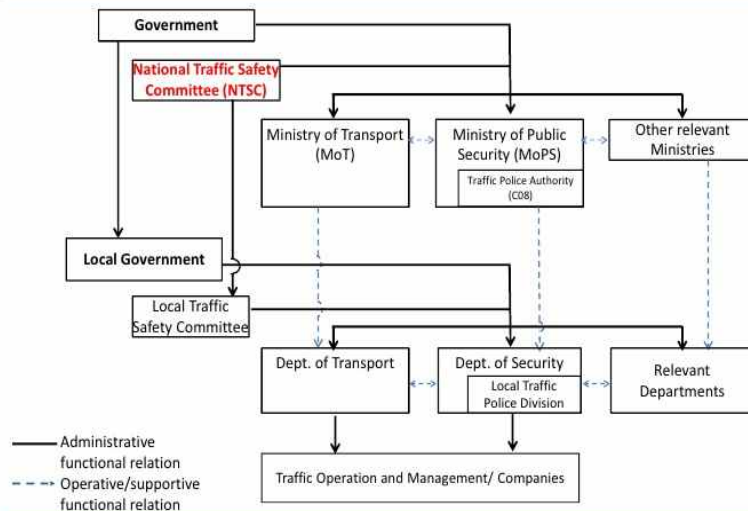 Government
National Traffic Safety
Committee (NTSC)
Ministry of Transport
(MoT)
Ministry of Public
Security (MoPS)
Traffic Police Authority
(C08)
Other relevant
Ministries
Local Government
Local Traffic
Safety Committee
Dept. of Transport
Dept. of Security
Local Traffic
Police Division
Relevant
Departments
Administrative
functional relation
Operative/supportive
functional relation
Traffic Operation and Management/ Companies